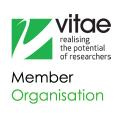 vitae
realising
the potential
of researchers
Member
Organisation